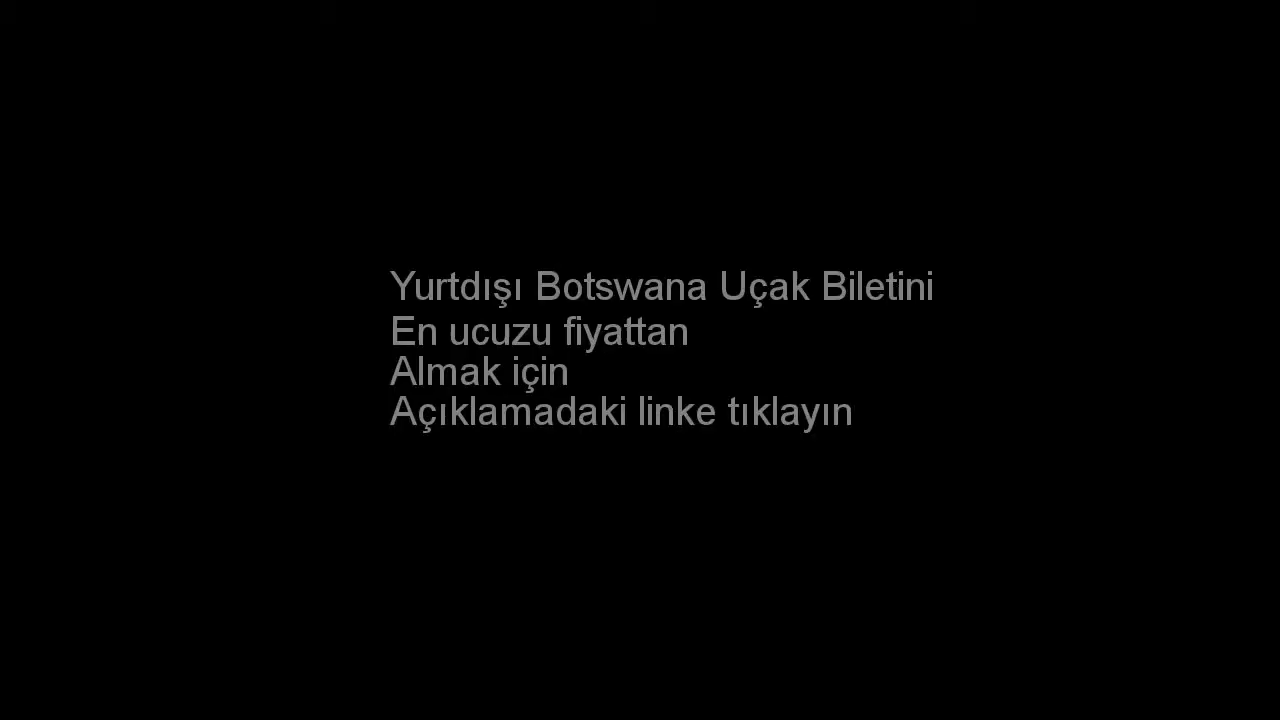 Yurtdışı Botswana Uçak Biletini
En ucuzu fiyattan
Almak için
Açıklamadaki linke tıklayın